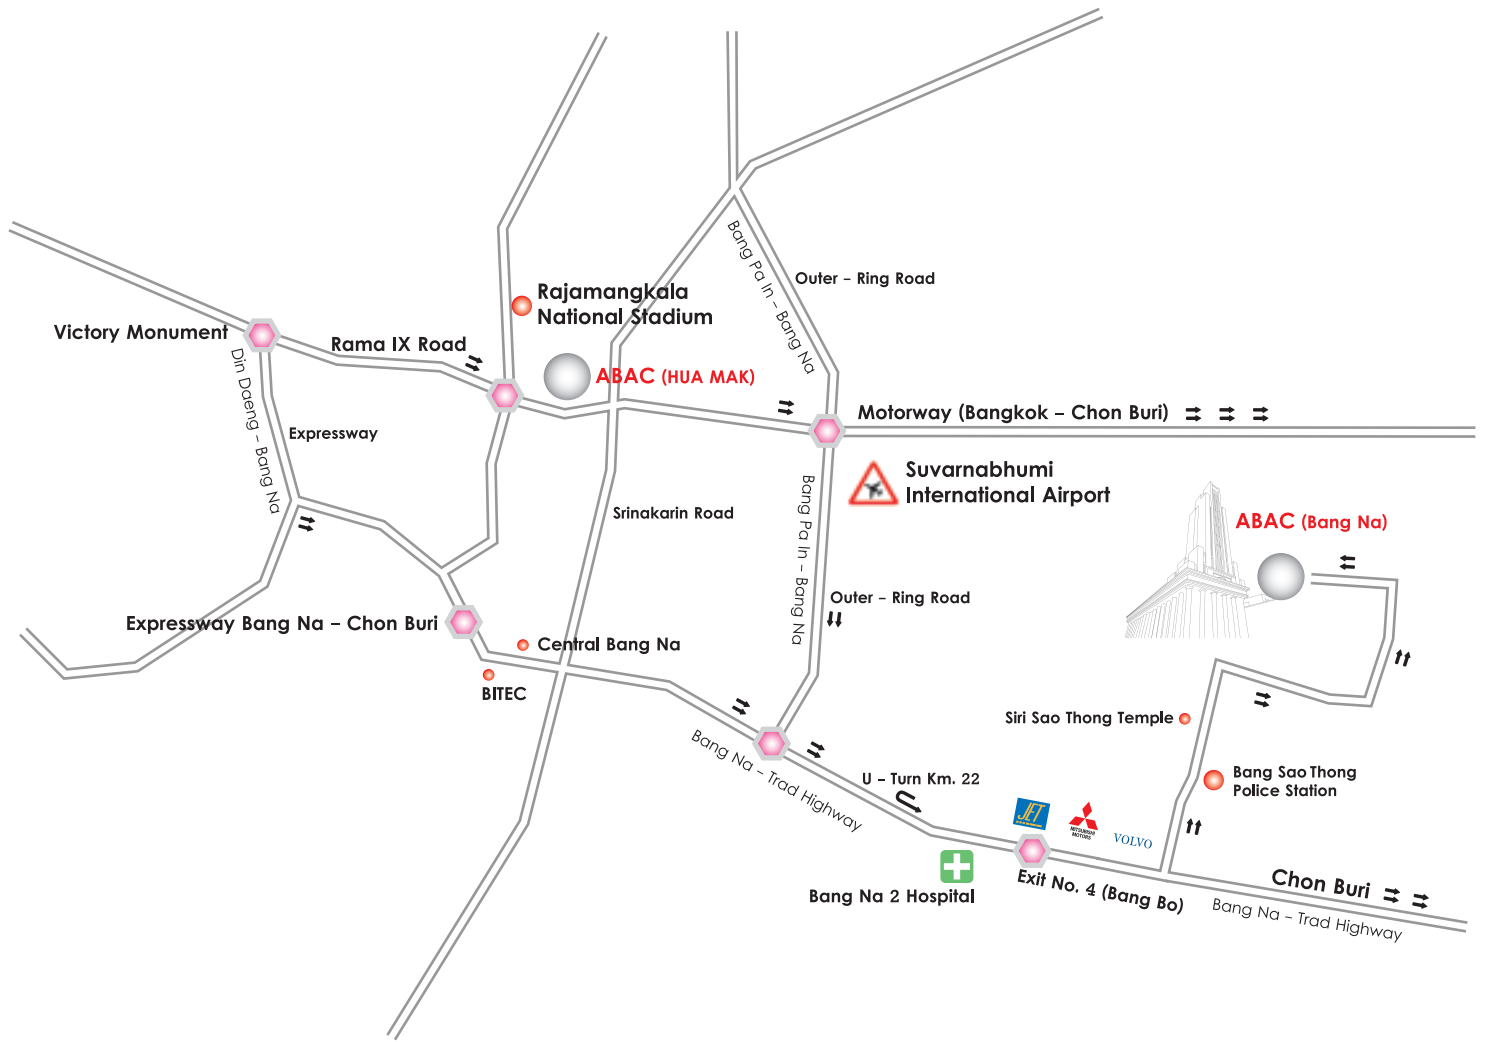 Bang Pa In - Bang Na
Outer - Ring Road
Rajamangkala
National Stadium
Victory Monument
Rama IX Road
Din Daeng - Bang Na
ABAC (HUA MAK)
Expressway
Motorway (Bangkok - Chon Buri)
Suvarnabhumi
International Airport
Srinakarin Road
Bang Pa In - Bang Na
ABAC (Bang Na)
Outer - Ring Road
Expressway Bang Na - Chon Buri
Central Bang Na
BITEC
Siri Sao Thong Temple
Bang Na - Trad Highway
U - Turn Km. 22
Bang Sao Thong
Police Station
JET
MITSUBISHI
MOTORS
VOLVO
Bang Na 2 Hospital
Exit No. 4 (Bang Bo)
Chon Buri
Bang Na - Trad Highway